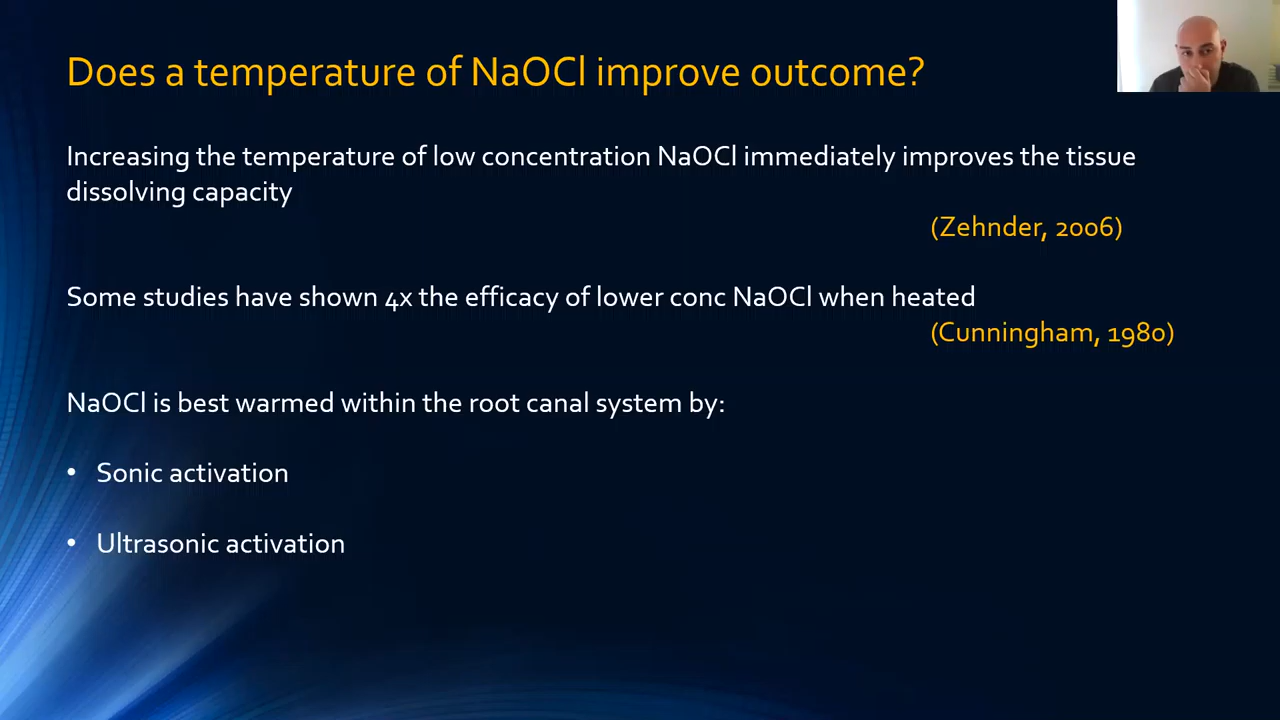 Does a temperature of NaOCl improve outcome?
Increasing the temperature of low concentration NaOCl immediately improves the tissue
dissolving capacity
(Zehnder, 2006)
Some studies have shown 4x the efficacy of lower conc NaOCl when heated
(Cunningham, 1980)
NaOCl is best warmed within the root canal system by:
• Sonic activation
• Ultrasonic activation